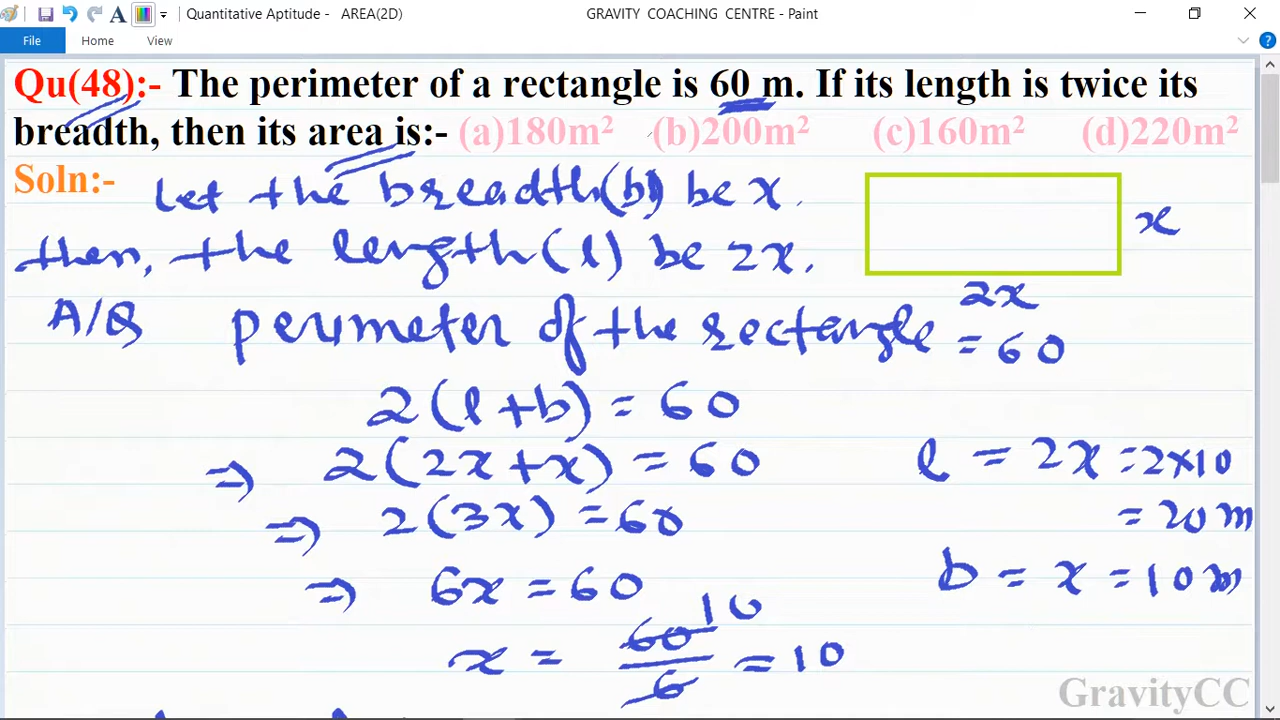 Quantitative Aptitude - AREA(2D)
GRAVITY COACHING CENTRE - Paint
File Home View
Qu(48):- The perimeter of a rectangle is 60 m. If its length is twice its
breadth, then its area is:- (a)180m² (b)200m² (c)160m² (d)220m²
Soln:- Let the breadth(b) be x.
x
then, the length(l) be 2x.
2x
A/Q perimeter of the rectangle = 60
2(l+b) = 60
⇒ 2(2x+x) = 60
l = 2x = 2×10
⇒ 2(3x) = 60
= 20m
⇒ 6x = 60
b = x = 10m
x = 60/6 = 10
10
GravityCC